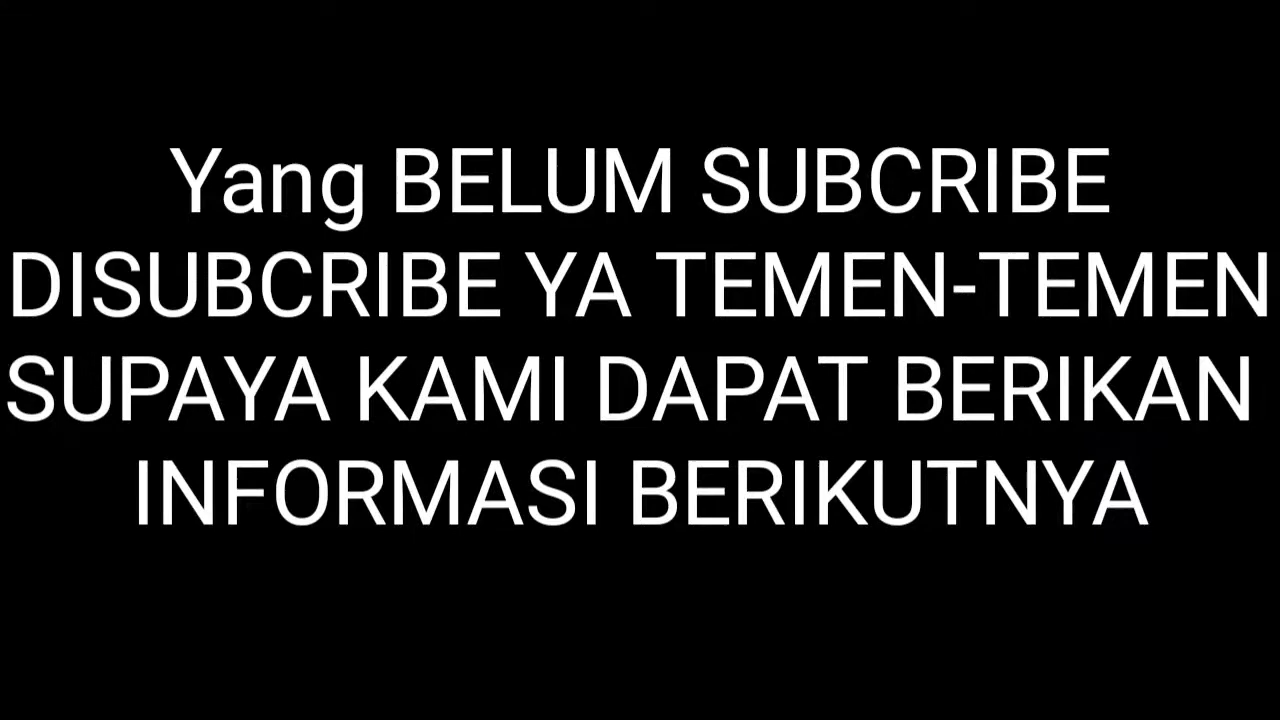 Yang BELUM SUBCRIBE
DISUBCRIBE YA TEMEN-TEMEN
SUPAYA KAMI DAPAT BERIKAN
INFORMASI BERIKUTNYA